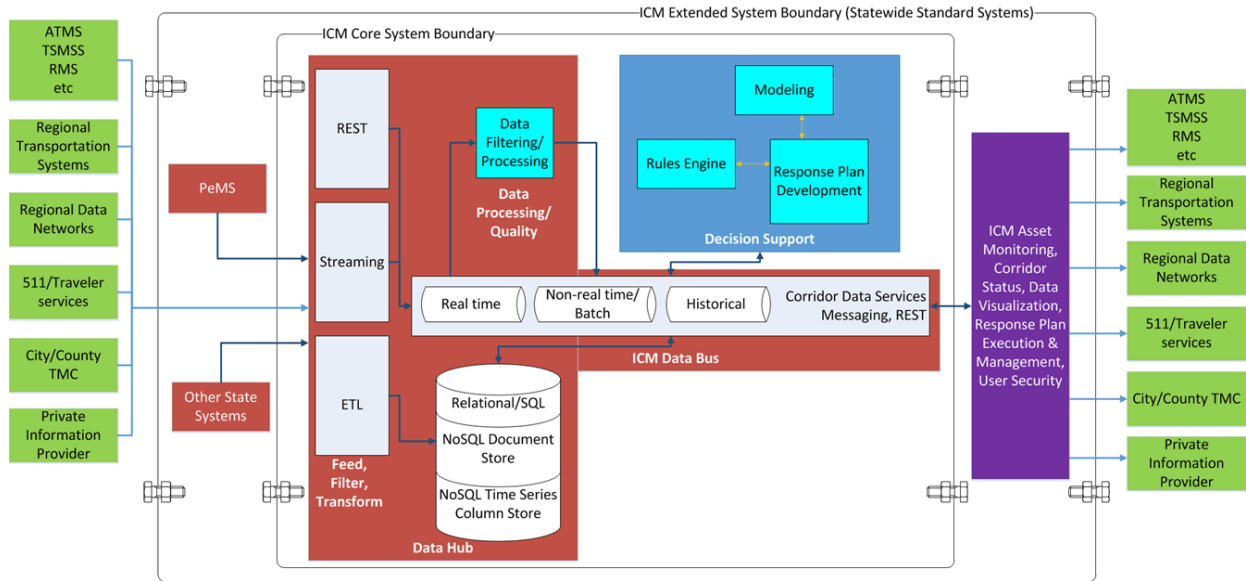 ICM Extended System Boundary (Statewide Standard Systems)
ICM Core System Boundary
ATMS
TSMSS
RMS
etc
Regional
Transportation
Systems
Regional Data
Networks
511/Traveler
services
City/County
TMC
Private
Information
Provider
PeMS
Other State
Systems
REST
Streaming
ETL
Feed,
Filter,
Transform
Data
Filtering/
Processing
Data
Processing/
Quality
Modeling
Rules Engine
Response Plan
Development
Decision Support
Real time
Non-real time/
Batch
Historical
Corridor Data Services
Messaging, REST
ICM Data Bus
Relational/SQL
NoSQL Document
Store
NoSQL Time Series
Column Store
Data Hub
ICM Asset
Monitoring,
Corridor
Status, Data
Visualization,
Response Plan
Execution &
Management,
User Security
ATMS
TSMSS
RMS
etc
Regional
Transportation
Systems
Regional Data
Networks
511/Traveler
services
City/County TMC
Private
Information
Provider